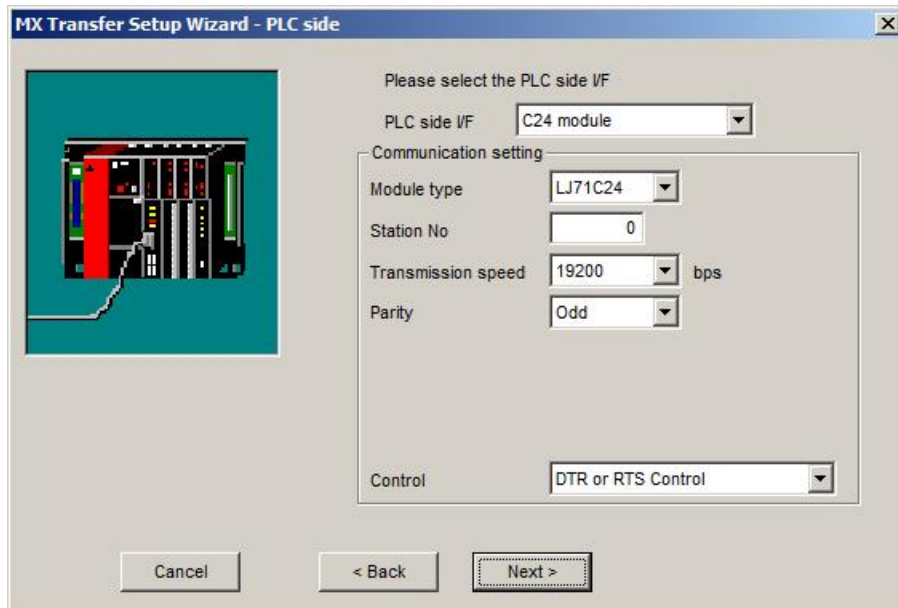 MX Transfer Setup Wizard - PLC side
Please select the PLC side I/F
PLC side I/F C24 module
Communication setting
Module type LJ71C24
Station No 0
Transmission speed 19200 bps
Parity Odd
Control DTR or RTS Control
Cancel < Back Next >